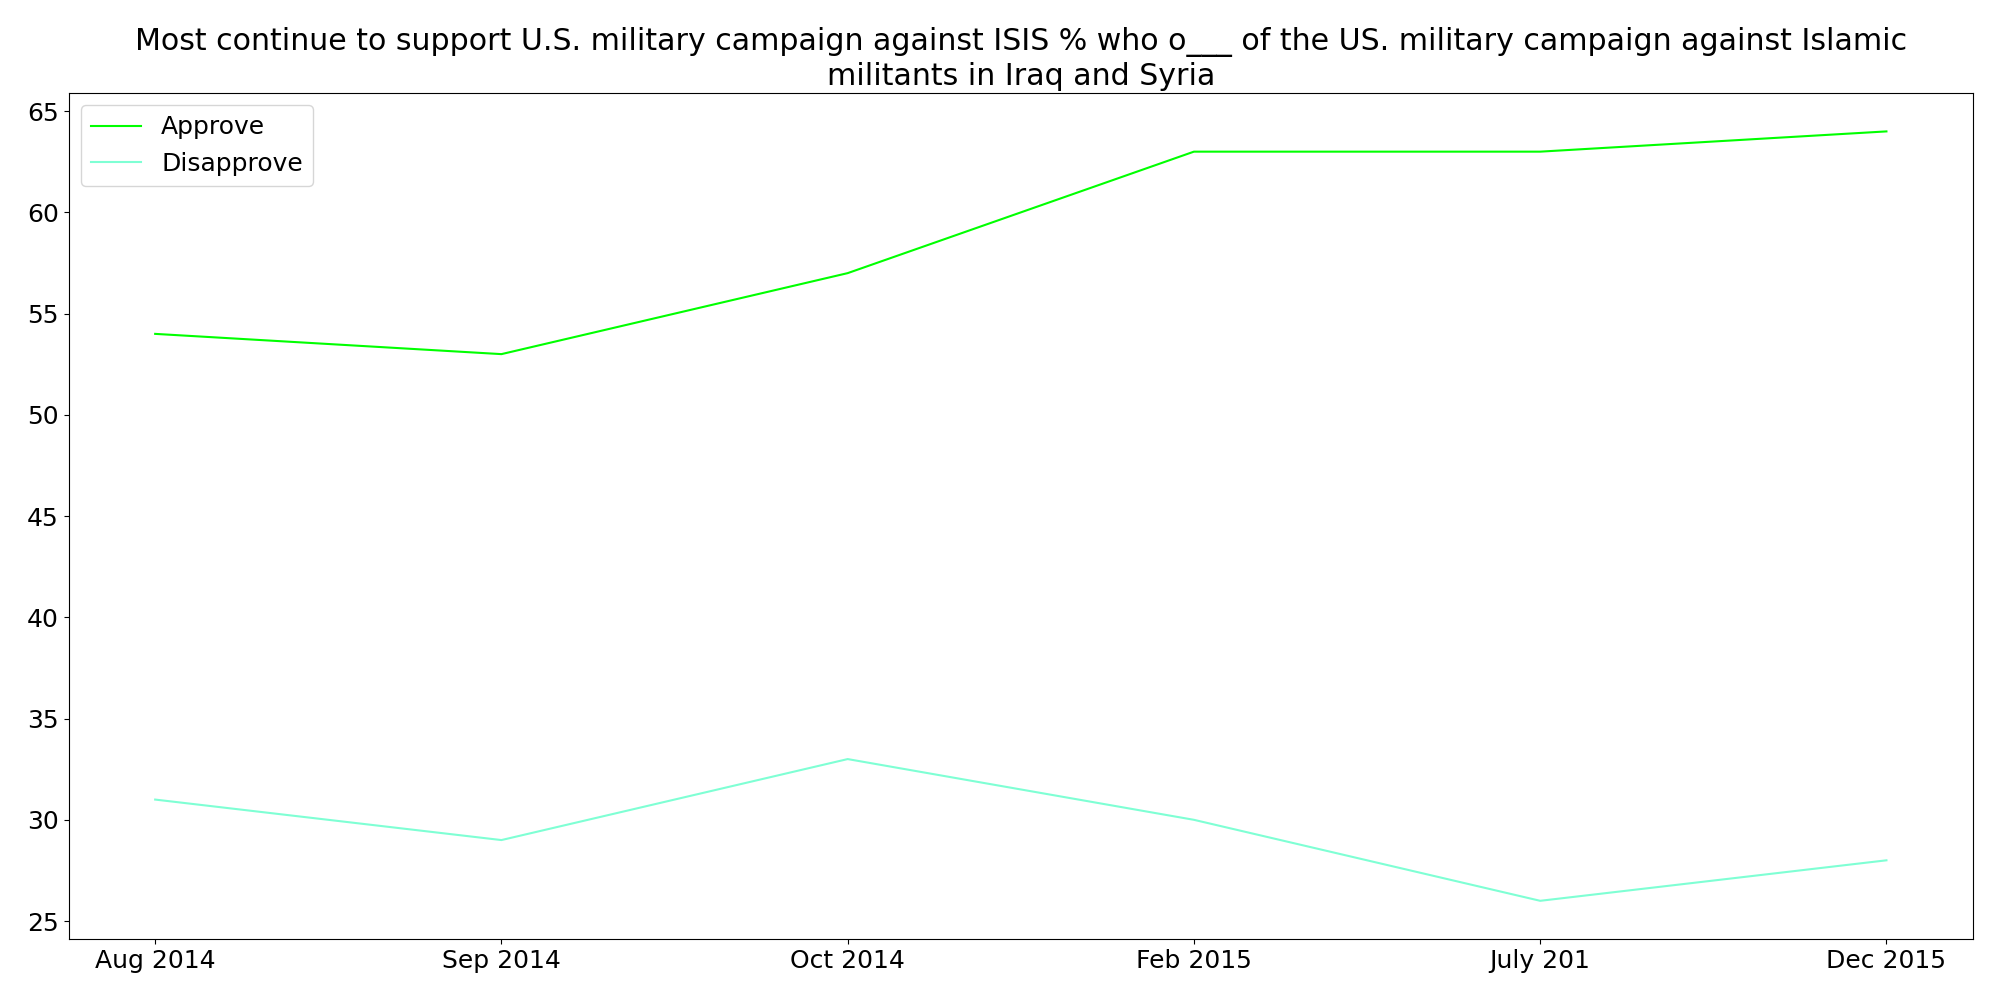 Most continue to support U.S. military campaign against ISIS % who o___ of the US. military campaign against Islamic
militants in Iraq and Syria
Approve
Disapprove
65
60
55
50
45
40
35
30
25
Aug 2014 Sep 2014 Oct 2014 Feb 2015 July 201 Dec 2015